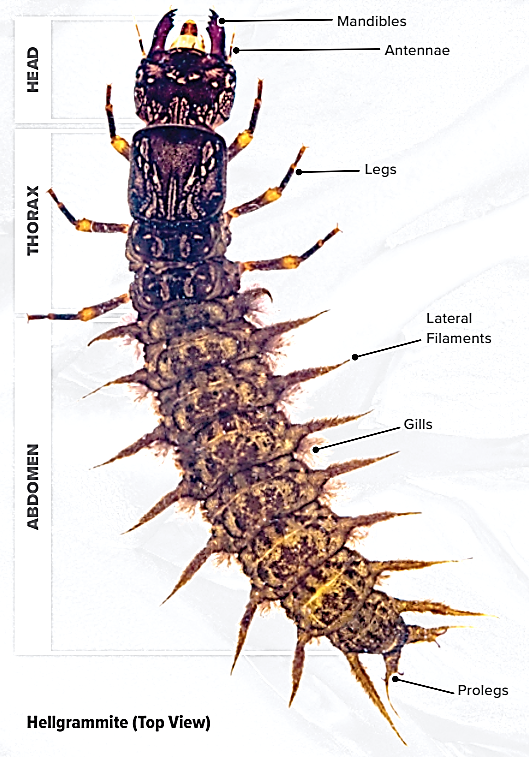 Mandibles
HEAD
Antennae
Legs
THORAX
Lateral
Filaments
Gills
ABDOMEN
Prolegs
Hellgrammite (Top View)